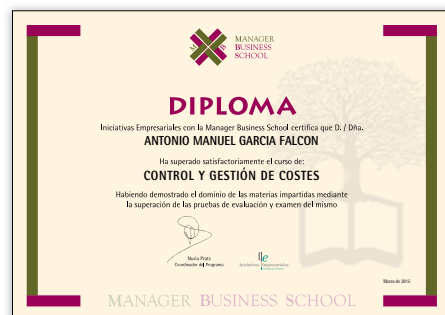 MANAGER
BUSINESS
SCHOOL
M
B
DIPLOMA
Iniciativas Empresariales con la Manager Business School certifica que D. / Dña.
ANTONIO MANUEL GARCIA FALCON
Ha superado satisfactoriamente el curso de:
CONTROL Y GESTIÓN DE COSTES
Habiendo demostrado el dominio de las materias impartidas mediante
la superación de las pruebas de evaluación y examen del mismo
Nuria Prats
Coordinador del Programa
Iniciativas Empresariales
Marzo de 2015
MANAGER BUSINESS SCHOOL